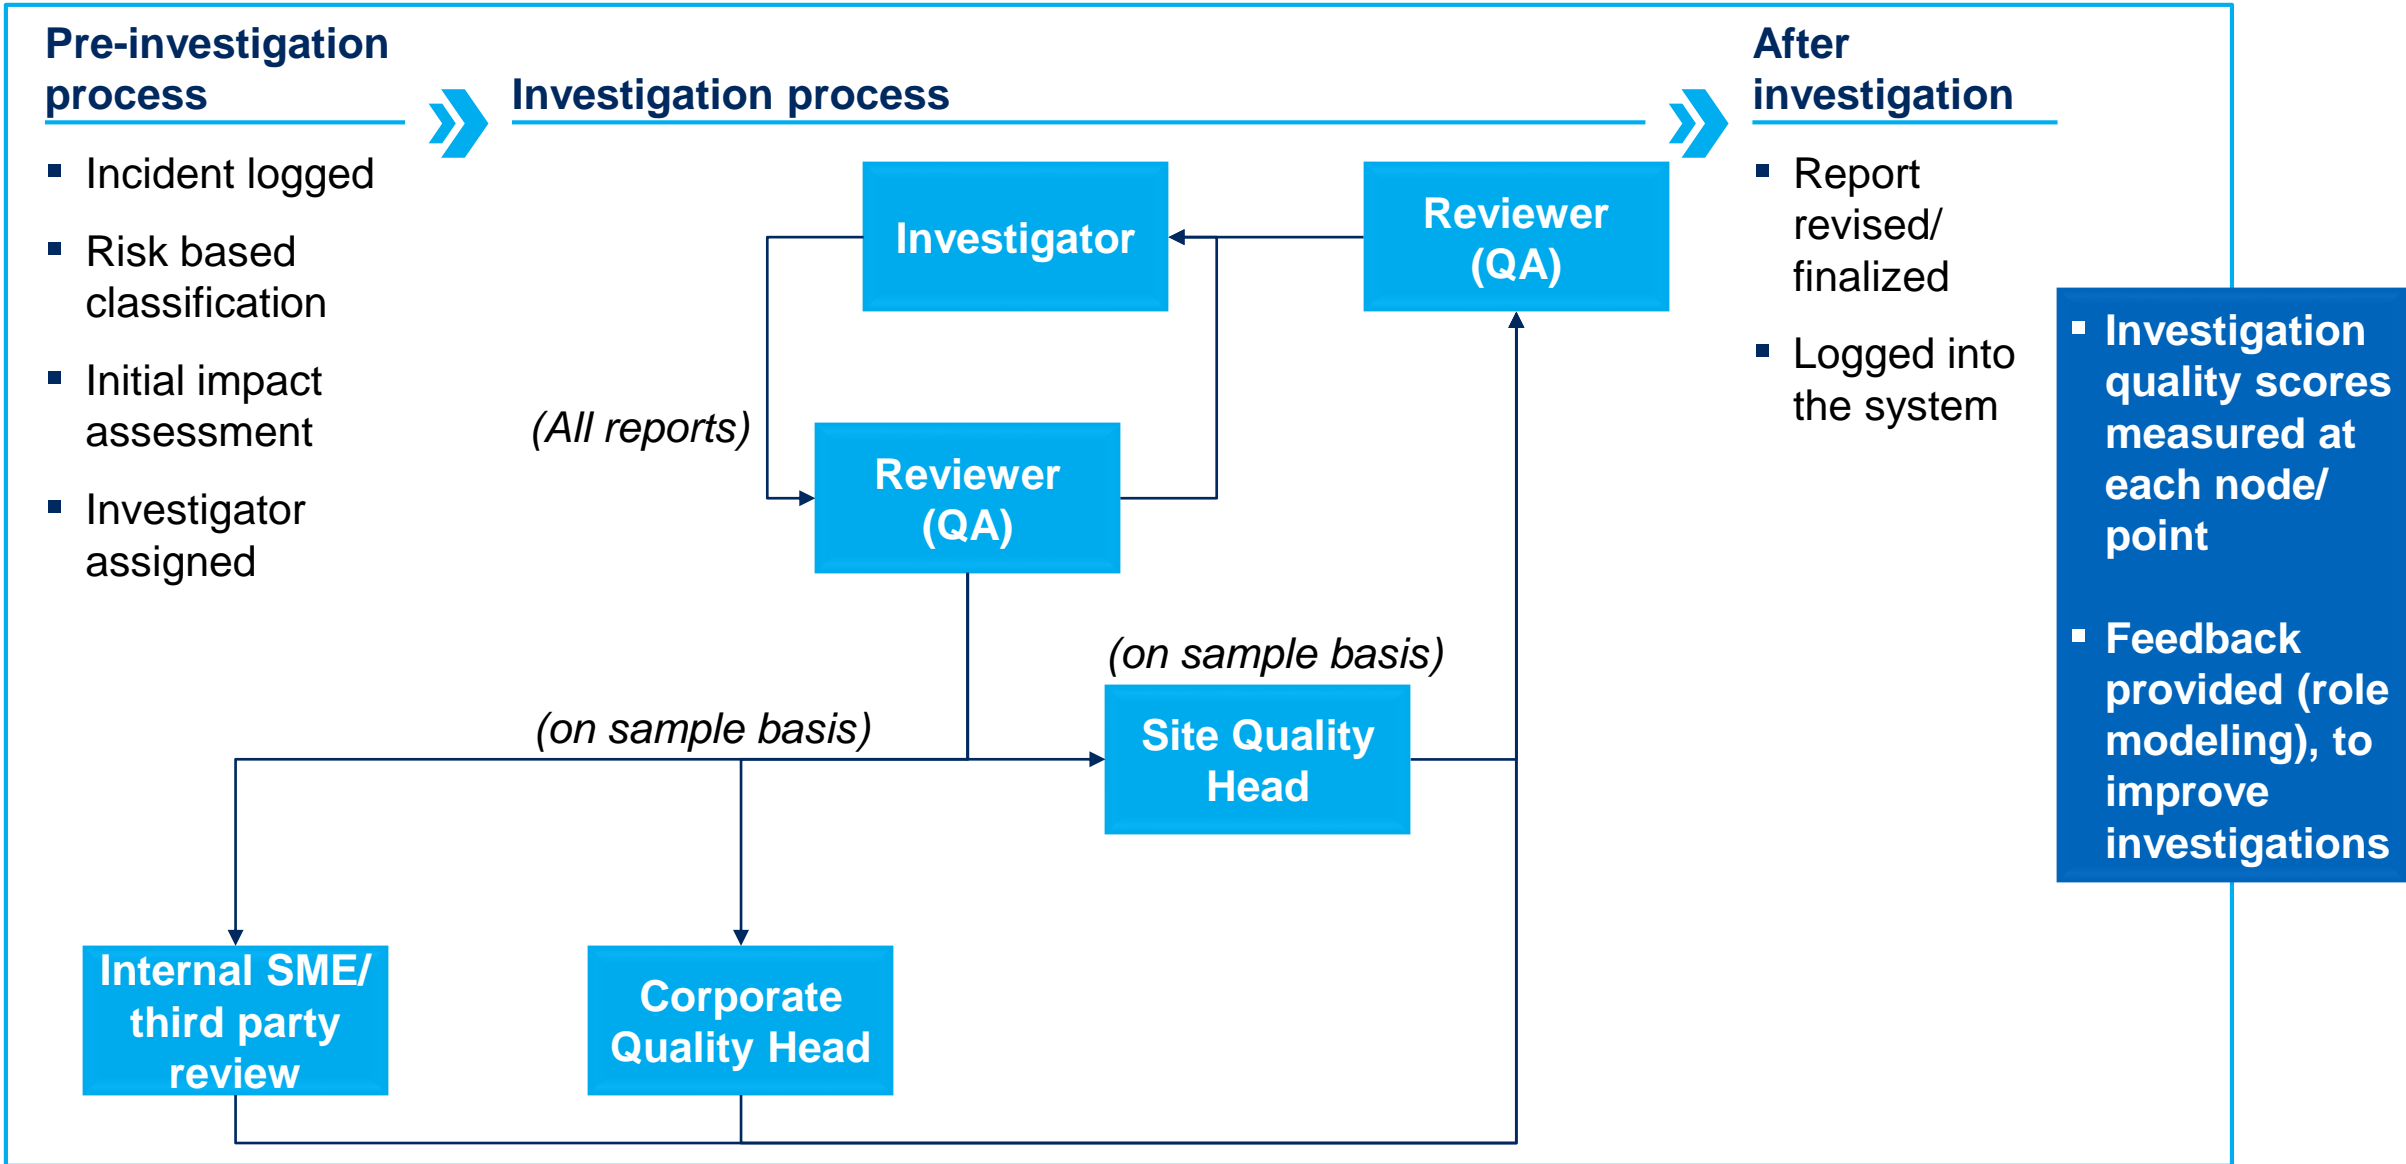 Pre-investigation
process
Investigation process
After
investigation
▪ Incident logged
▪ Risk based
classification
▪ Initial impact
assessment
▪ Investigator
assigned
Investigator
Reviewer
(QA)
(All reports)
Reviewer
(QA)
(on sample basis)
Site Quality
Head
(on sample basis)
Internal SME/
third party
review
Corporate
Quality Head
▪ Report
revised/
finalized
▪ Logged into
the system
▪ Investigation
quality scores
measured at
each node/
point
▪ Feedback
provided (role
modeling), to
improve
investigations